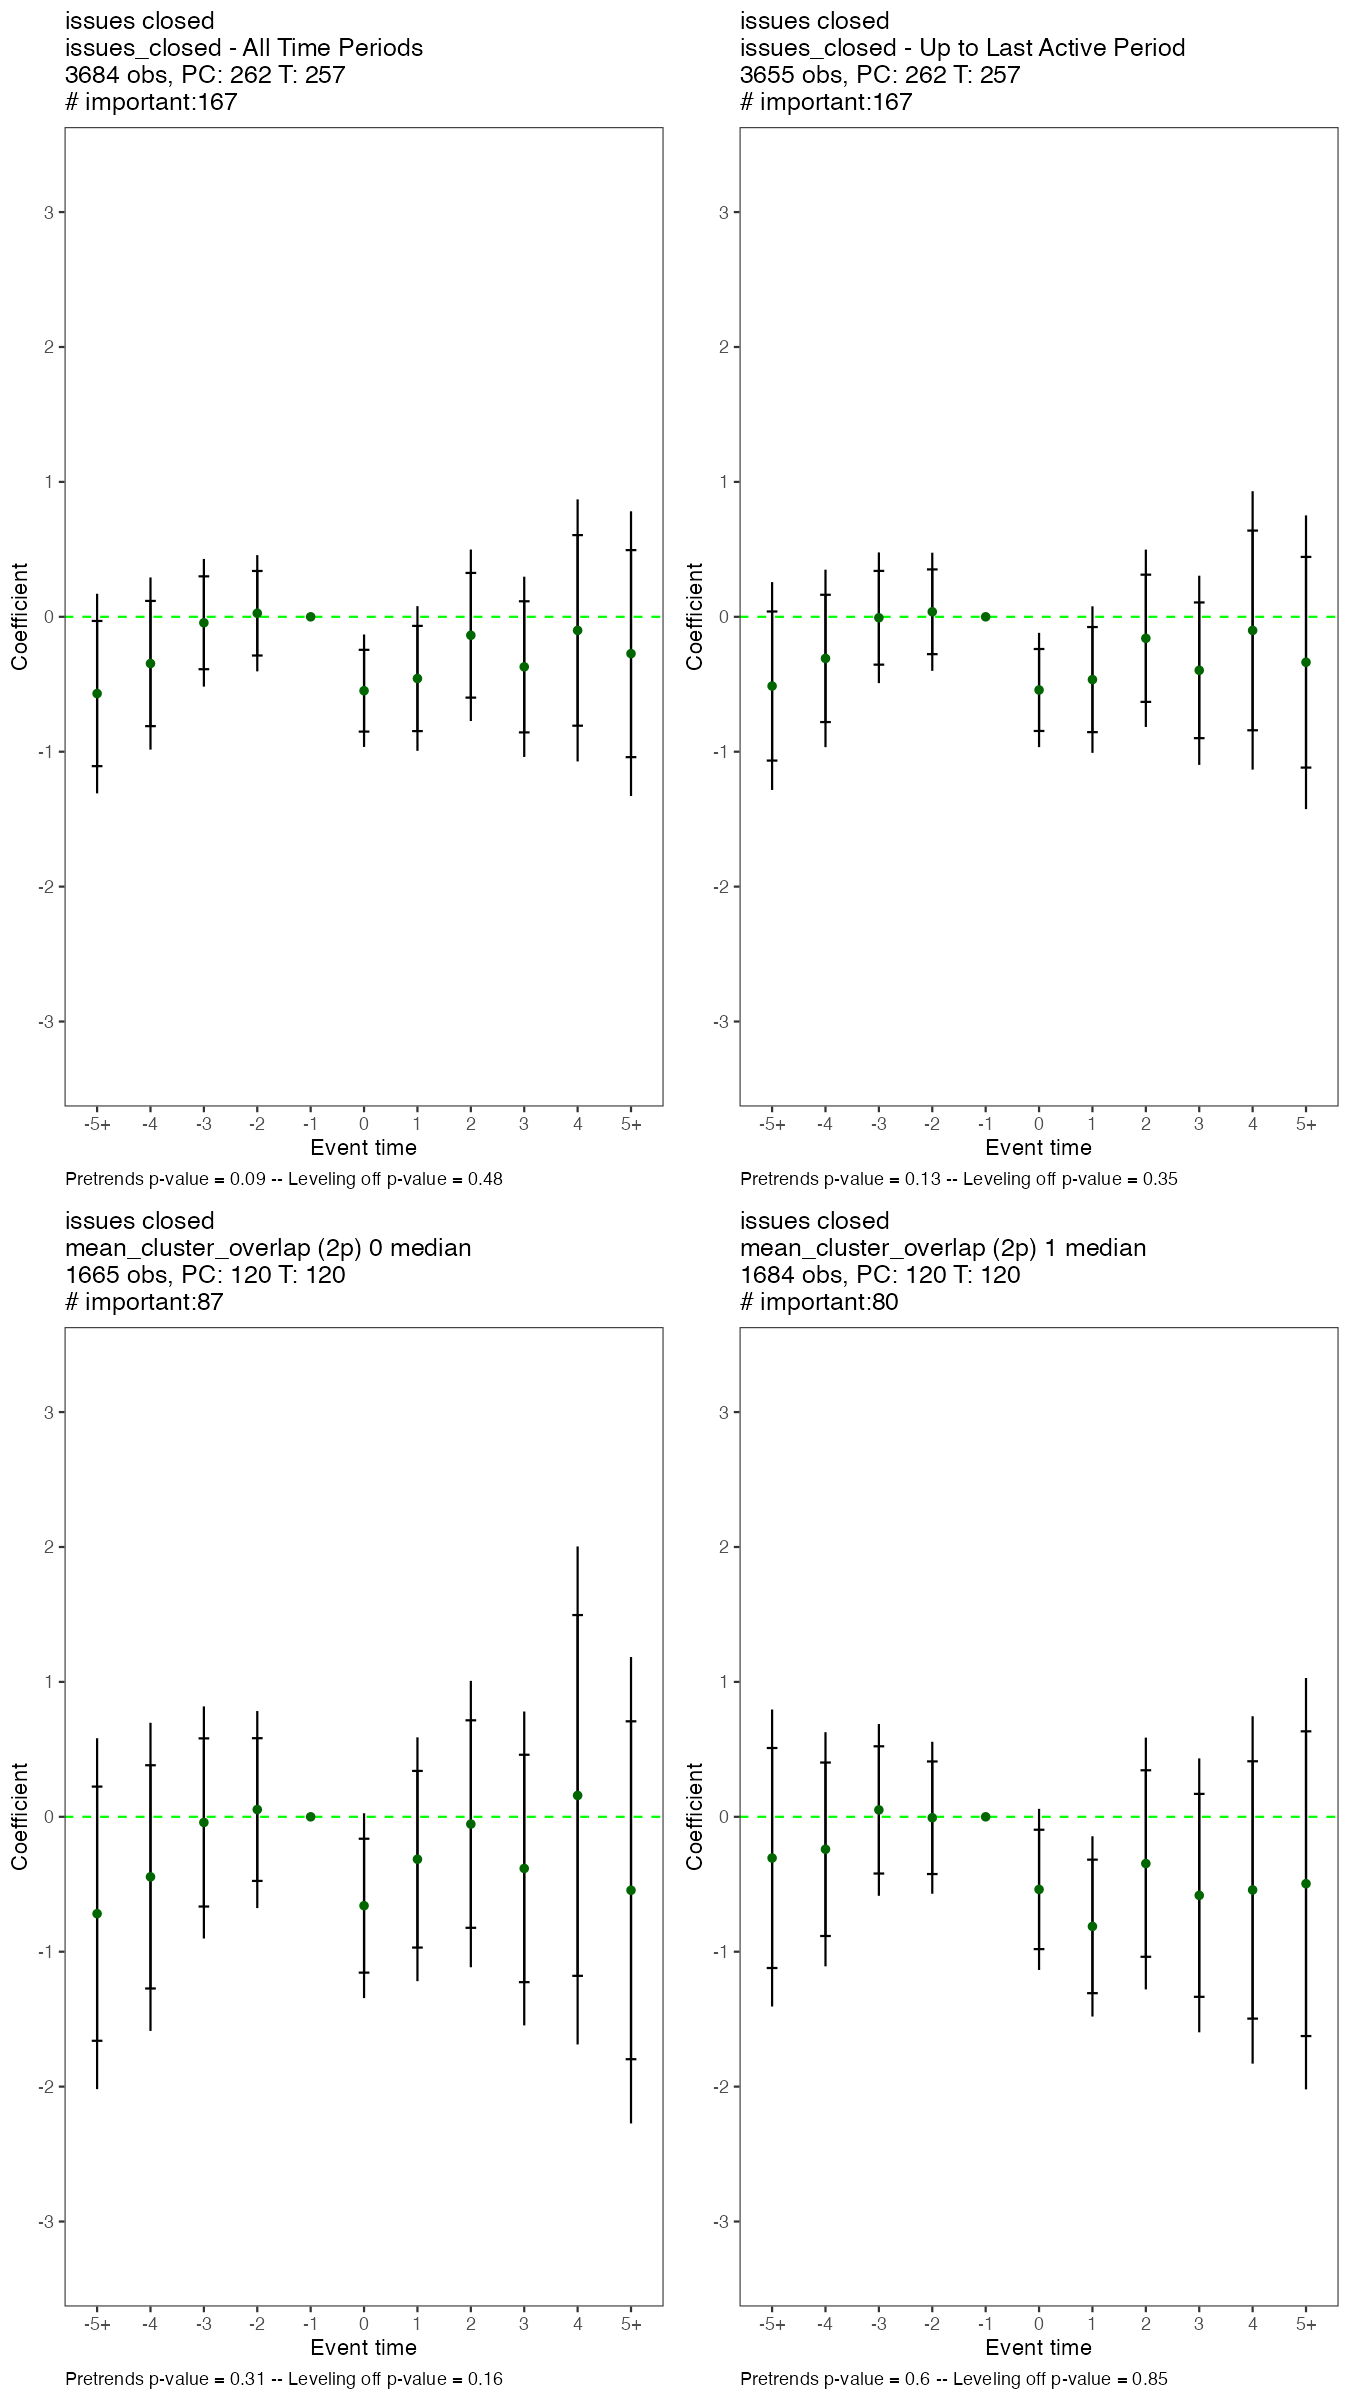 issues closed
issues_closed - All Time Periods
3684 obs, PC: 262 T: 257
# important:167
3
2
1
0
-1
-2
-3
Coefficient
-5+ -4 -3 -2 -1 0 1 2 3 4 5+
Event time
Pretrends p-value = 0.09 -- Leveling off p-value = 0.48
issues closed
issues_closed - Up to Last Active Period
3655 obs, PC: 262 T: 257
# important:167
3
2
1
0
-1
-2
-3
Coefficient
-5+ -4 -3 -2 -1 0 1 2 3 4 5+
Event time
Pretrends p-value = 0.13 -- Leveling off p-value = 0.35
issues closed
mean_cluster_overlap (2p) 0 median
1665 obs, PC: 120 T: 120
# important:87
3
2
1
0
-1
-2
-3
Coefficient
-5+ -4 -3 -2 -1 0 1 2 3 4 5+
Event time
Pretrends p-value = 0.31 -- Leveling off p-value = 0.16
issues closed
mean_cluster_overlap (2p) 1 median
1684 obs, PC: 120 T: 120
# important:80
3
2
1
0
-1
-2
-3
Coefficient
-5+ -4 -3 -2 -1 0 1 2 3 4 5+
Event time
Pretrends p-value = 0.6 -- Leveling off p-value = 0.85